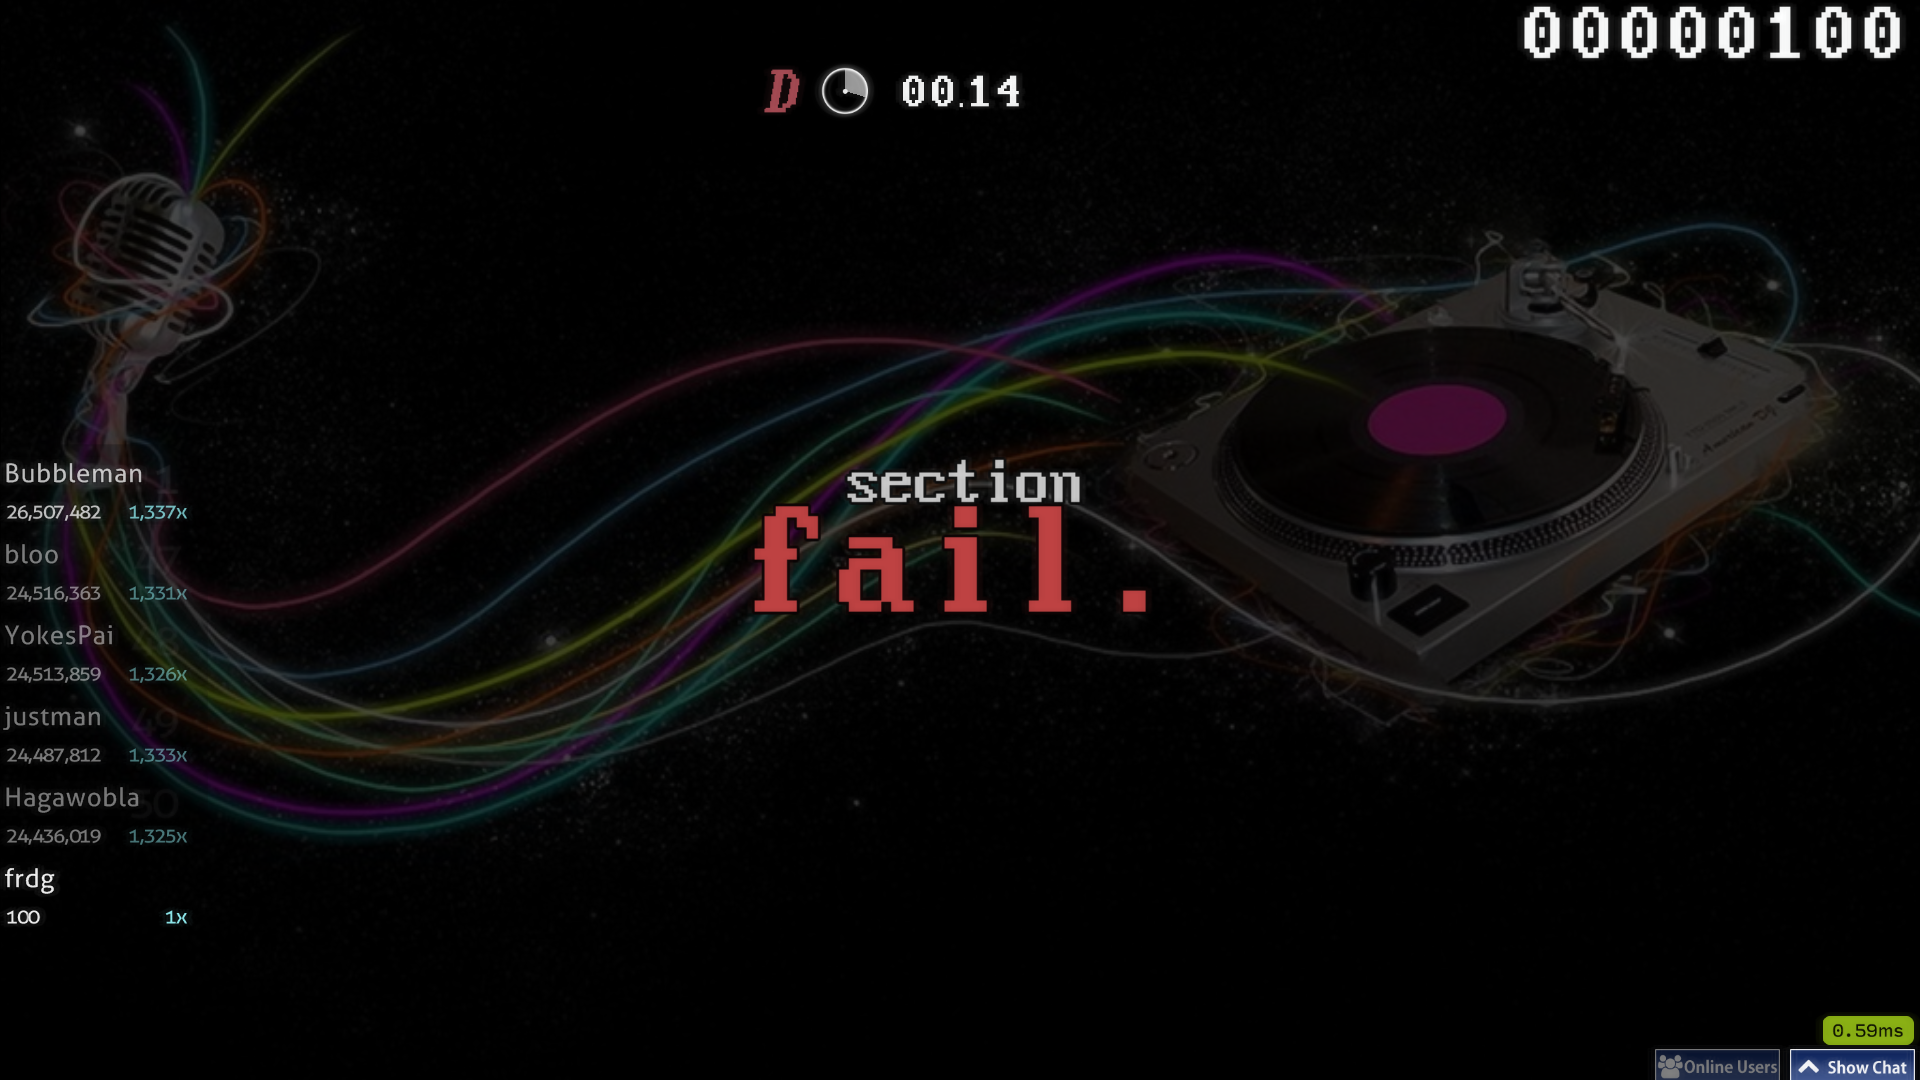 00000100
D 00.14
section
fail.
Bubbleman
26,507,482 1,337x
bloo
24,516,363 1,331x
YokesPai
24,513,859 1,326x
justman
24,487,812 1,333x
Hagawobla 50
24,436,019 1,325x
frdg
100 1x
0.59ms
Online Users
Show Chat